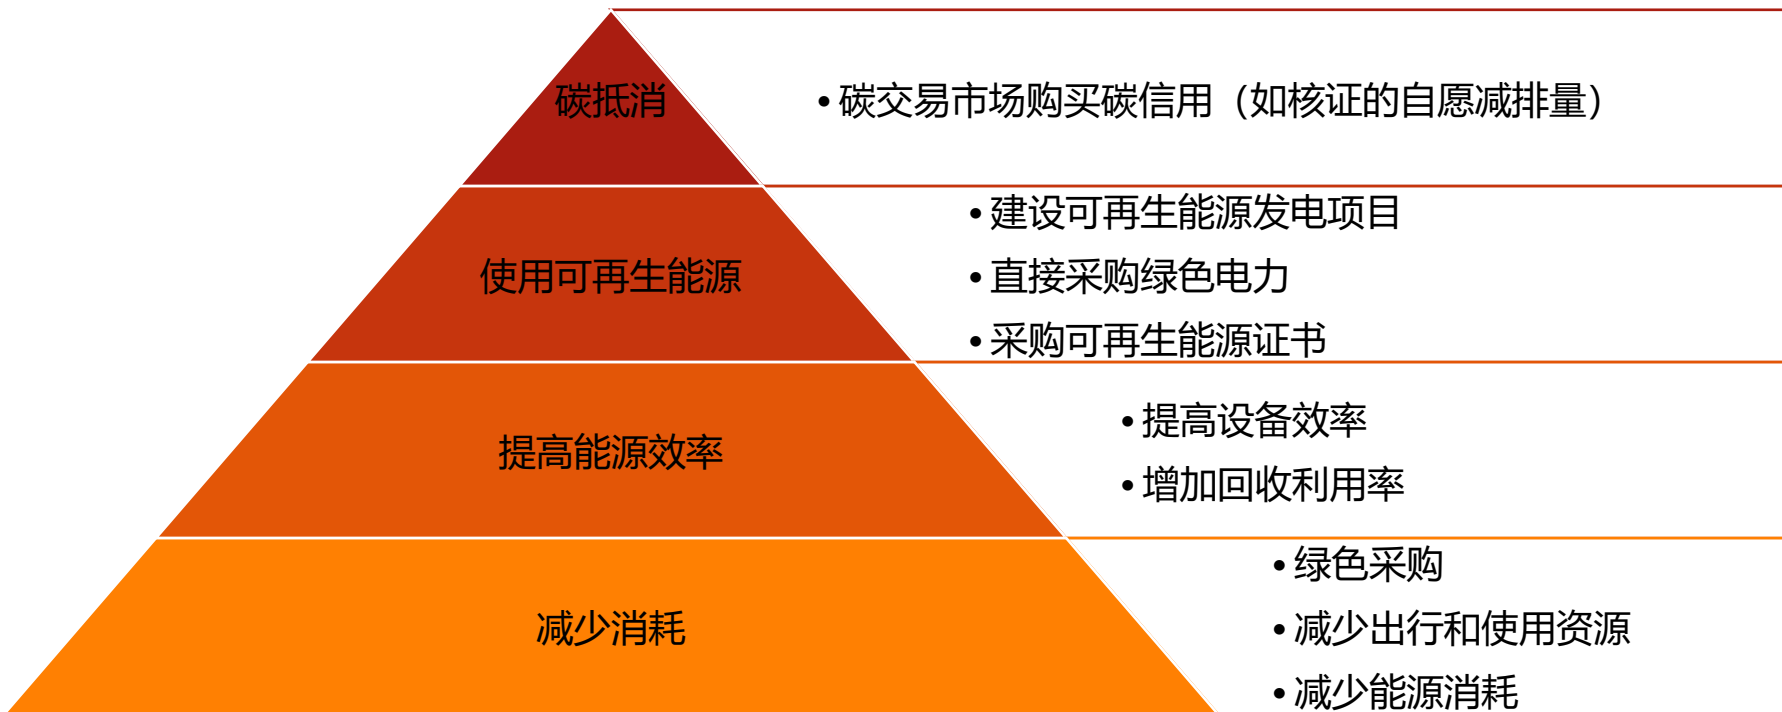 碳抵消
•碳交易市场购买碳信用（如核证的自愿减排量）
使用可再生能源
•建设可再生能源发电项目
•直接采购绿色电力
•采购可再生能源证书
提高能源效率
•提高设备效率
•增加回收利用率
减少消耗
•绿色采购
•减少出行和使用资源
•减少能源消耗